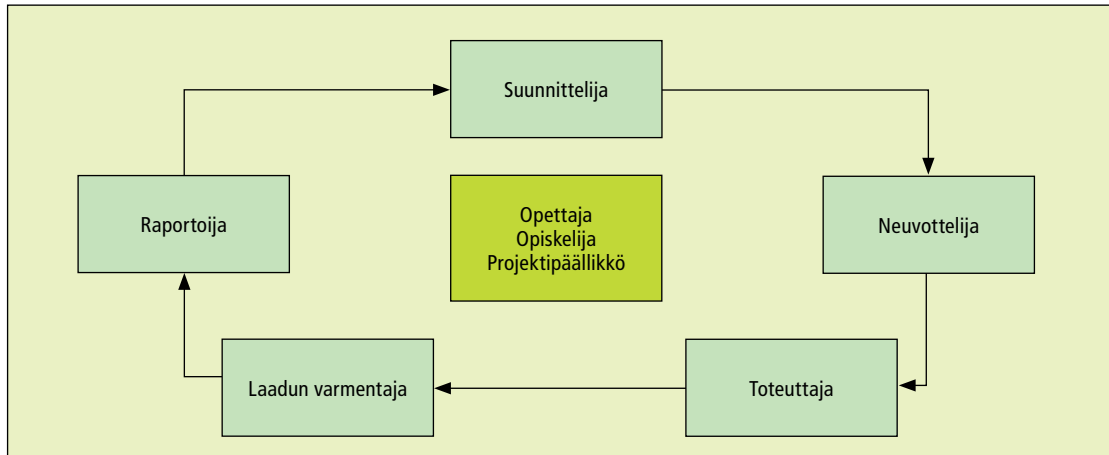 Suunnittelija
Raportoija
Opettaja
Opiskelija
Projektipäällikkö
Neuvottelija
Laadun varmentaja
Toteuttaja